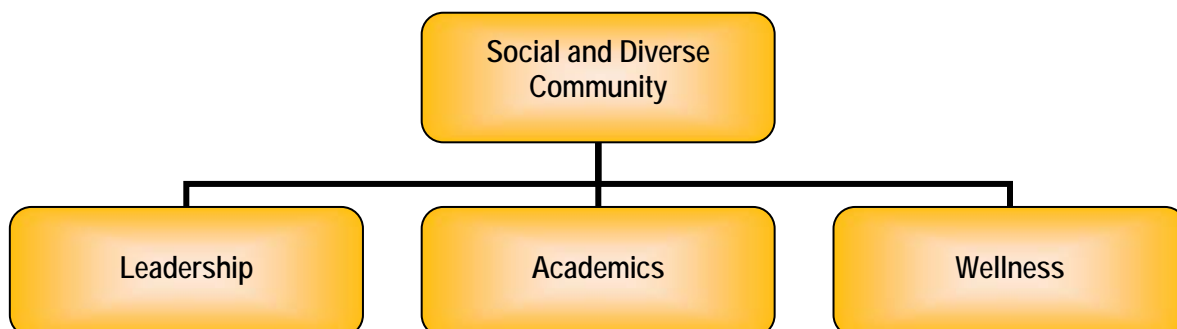 Social and Diverse
Community
Leadership
Academics
Wellness